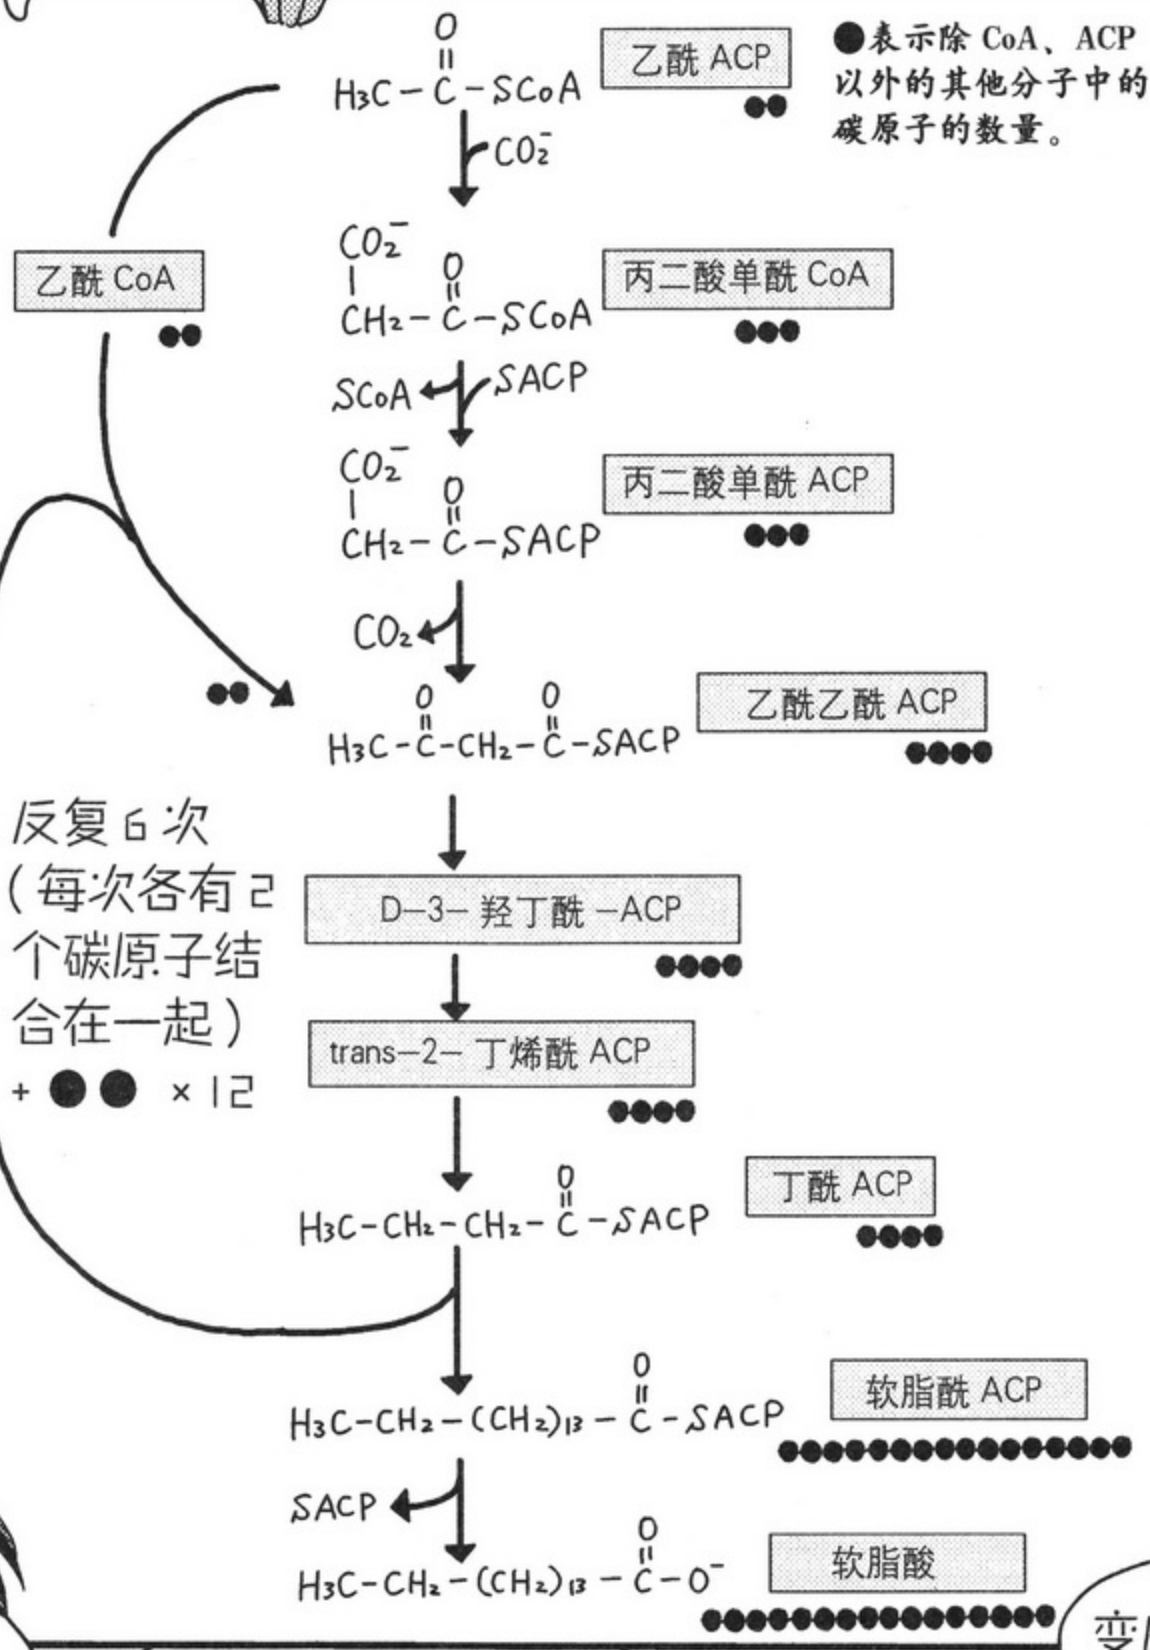 O
||
H₃C－C－SCoA
乙酰 ACP
●表示除 CoA、ACP
以外的其他分子中的
碳原子的数量。
CO₂⁻
乙酰 CoA
CO₂⁻
|
O
||
CH₂－C－SCoA
丙二酸单酰 CoA
SCoA
SACP
CO₂⁻
|
O
||
CH₂－C－SACP
丙二酸单酰 ACP
CO₂
O O
|| ||
H₃C－C－CH₂－C－SACP
乙酰乙酰 ACP
反复6次
(每次各有2
个碳原子结
合在一起)
+ ●● ×12
D－3－羟丁酰－ACP
trans－2－丁烯酰 ACP
O
||
H₃C－CH₂－CH₂－C－SACP
丁酰 ACP
O
||
H₃C－CH₂－(CH₂)₁₃－C－SACP
软脂酰 ACP
SACP
O
||
H₃C－CH₂－(CH₂)₁₃－C－O⁻
软脂酸
变